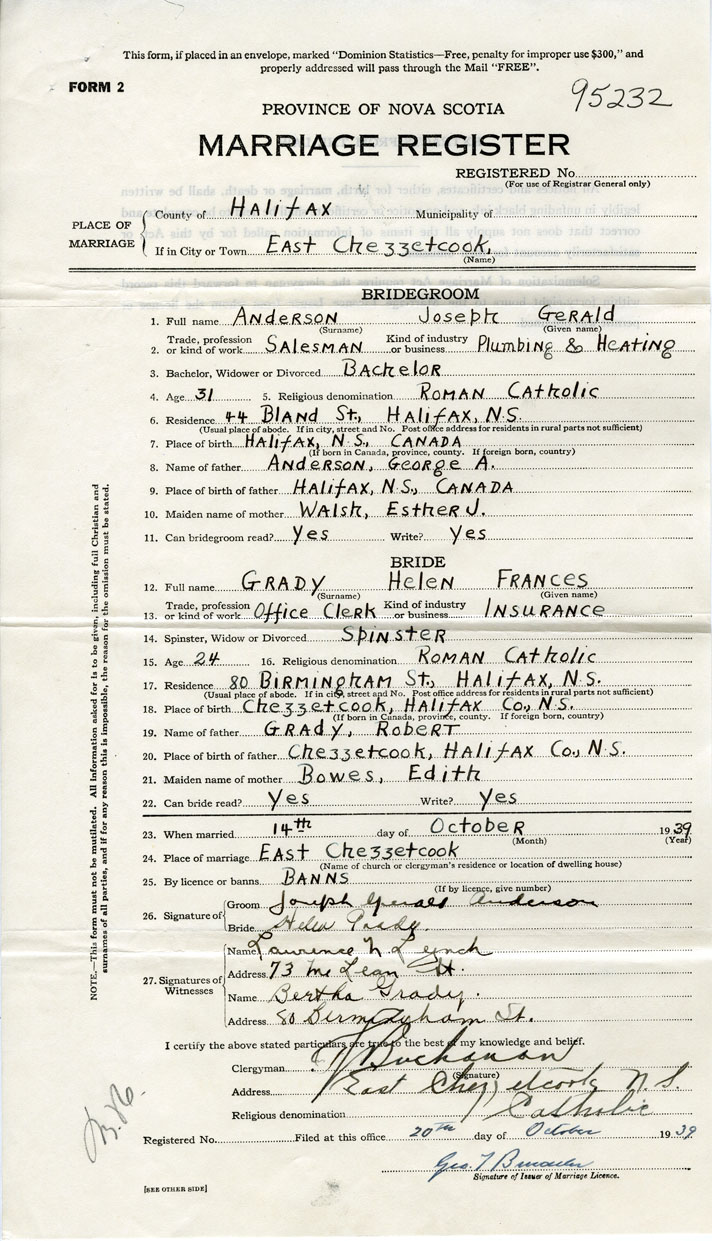 This form, if placed in an envelope, marked "Dominion Statistics—Free, penalty for improper use $300," and
properly addressed will pass through the Mail "FREE".
FORM 2
95232
PROVINCE OF NOVA SCOTIA
MARRIAGE REGISTER
REGISTERED No.
(For use of Registrar General only)
PLACE OF MARRIAGE
County of Halifax Municipality of
If in City or Town East Chezzetcook,
(Name)
BRIDEGROOM
1. Full name Anderson Joseph Gerald
(Surname) (Given name)
2. Trade, profession or kind of work Salesman Kind of industry or business Plumbing & Heating
3. Bachelor, Widower or Divorced Bachelor
4. Age 31 5. Religious denomination Roman Catholic
6. Residence 44 Bland St., Halifax, N.S.
(Usual place of abode. If in city, street and No. Post office address for residents in rural parts not sufficient)
7. Place of birth Halifax, N.S., Canada
(If born in Canada, province, county. If foreign born, country)
8. Name of father Anderson, George A.
9. Place of birth of father Halifax, N.S., Canada
10. Maiden name of mother Walsh, Esther J.
11. Can bridegroom read? Yes Write? Yes
BRIDE
12. Full name Grady Helen Frances
(Surname) (Given name)
13. Trade, profession or kind of work Office Clerk Kind of industry or business Insurance
14. Spinster, Widow or Divorced Spinster
15. Age 24 16. Religious denomination Roman Catholic
17. Residence 80 Birmingham St., Halifax, N.S.
(Usual place of abode. If in city, street and No. Post office address for residents in rural parts not sufficient)
18. Place of birth Chezzetcook, Halifax Co., N.S.
(If born in Canada, province, county. If foreign born, country)
19. Name of father Grady, Robert
20. Place of birth of father Chezzetcook, Halifax Co., N.S.
21. Maiden name of mother Bowes, Edith
22. Can bride read? Yes Write? Yes
23. When married 14th day of October 1939
(Month) (Year)
24. Place of marriage East Chezzetcook
(Name of church or clergyman's residence or location of dwelling house)
25. By licence or banns Banns
(If by licence, give number)
26. Signature of
Groom Joseph Gerald Anderson
Bride Helen Grady.
27. Signatures of Witnesses
Name Lawrence N Lynch
Address 73 McLean St.
Name Bertha Grady.
Address 80 Birmingham St.
I certify the above stated particulars are true to the best of my knowledge and belief.
Clergyman Buchanan
(Signature)
Address East Chezzetcook N.S.
Religious denomination Catholic
Registered No. Filed at this office 20th day of October 1939
Geo.
Signature of Issuer of Marriage Licence.
[SEE OTHER SIDE]
NOTE.—This form must not be mutilated. All information asked for is to be given, including full Christian and
surnames of all parties, and if for any reason this is impossible, the reason for the omission must be stated.